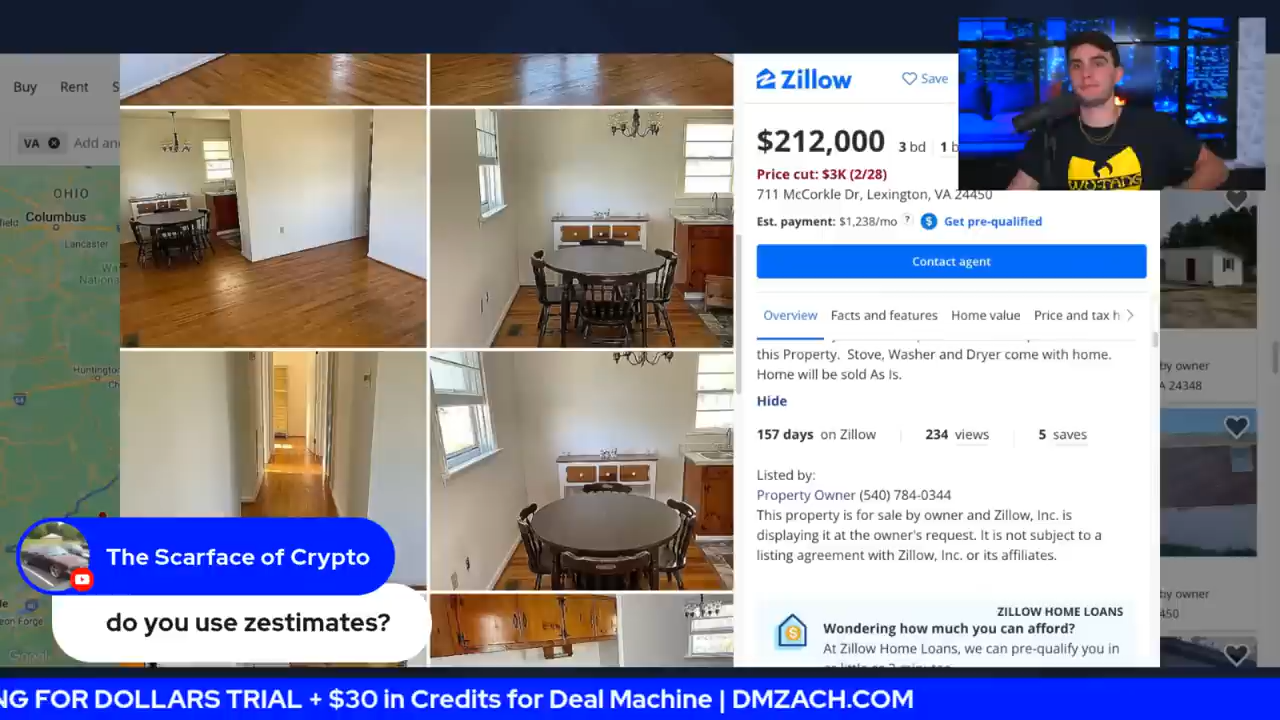 Buy Rent S
VA Add and
OHIO
Columbus
Lancaster
Huntington
Google
Zillow
Save
$212,000 3 bd 1 b
Price cut: $3K (2/28)
711 McCorkle Dr, Lexington, VA 24450
Est. payment: $1,238/mo ? $ Get pre-qualified
Contact agent
Overview Facts and features Home value Price and tax h
this Property. Stove, Washer and Dryer come with home.
Home will be sold As Is.
Hide
157 days on Zillow 234 views 5 saves
Listed by:
Property Owner (540) 784-0344
This property is for sale by owner and Zillow, Inc. is
displaying it at the owner's request. It is not subject to a
listing agreement with Zillow, Inc. or its affiliates.
ZILLOW HOME LOANS
Wondering how much you can afford?
At Zillow Home Loans, we can pre-qualify you in
by owner
A 24348
by owner
450
The Scarface of Crypto
do you use zestimates?
NG FOR DOLLARS TRIAL + $30 in Credits for Deal Machine | DMZACH.COM